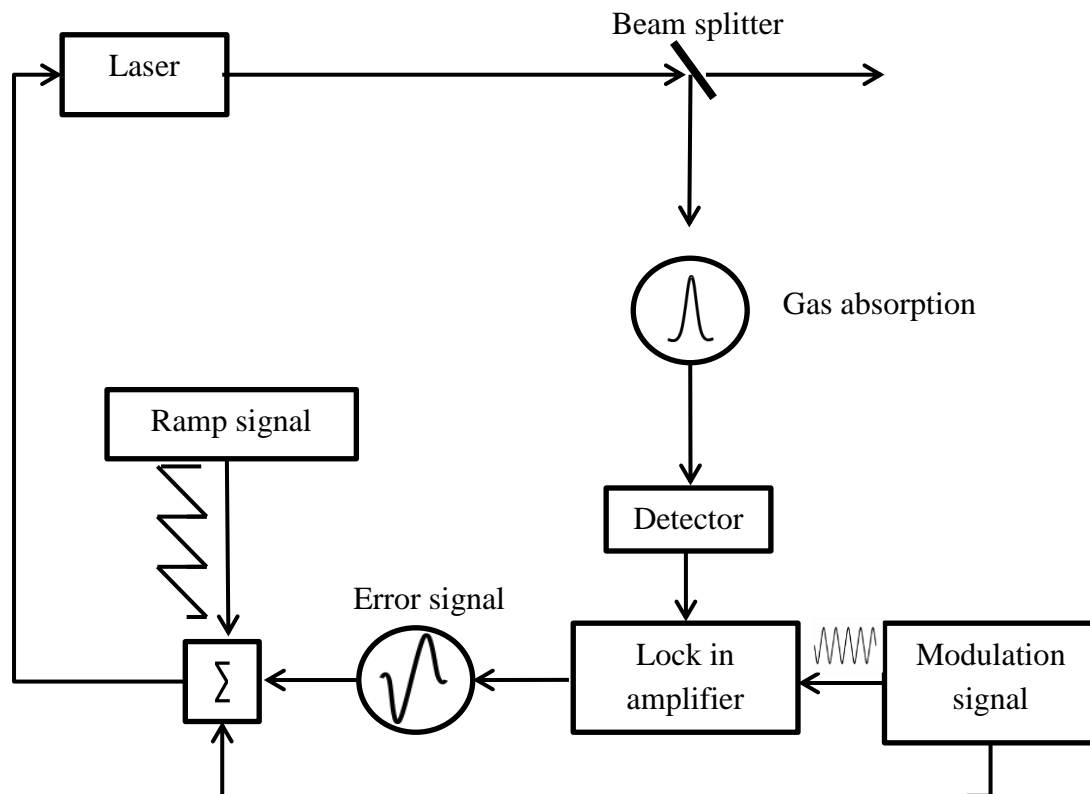 Beam splitter
Laser
Gas absorption
Ramp signal
Detector
Error signal
Lock in
amplifier
Modulation
signal
∑